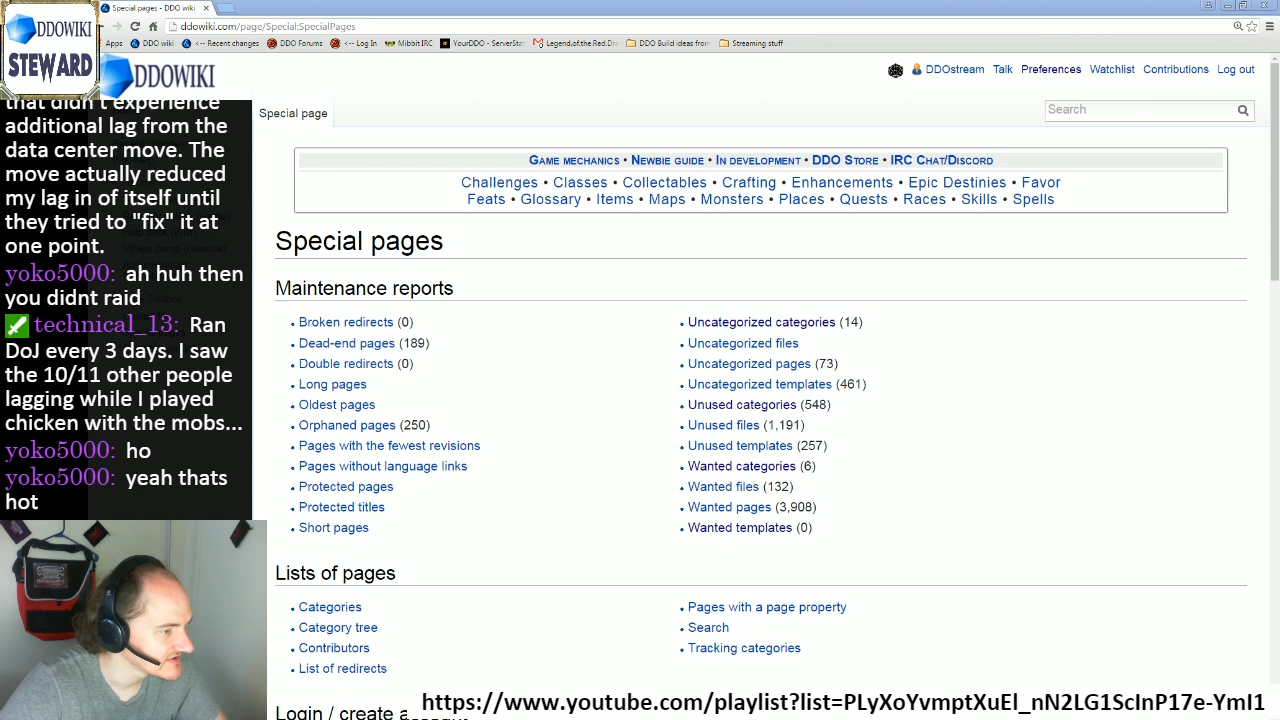 Special pages - DDO wiki
ddowiki.com/page/Special:SpecialPages
Apps DDO wiki <-- Recent changes DDO Forums <-- Log In Mibbit IRC YourDDO - ServerSta Legend.of.the.Red.Dra DDO Build ideas from Streaming stuff
DDOWIKI
STEWARD
DDOWIKI
DDOstream Talk Preferences Watchlist Contributions Log out
Special page
Search
Game mechanics • Newbie guide • In development • DDO Store • IRC Chat/Discord
Challenges • Classes • Collectables • Crafting • Enhancements • Epic Destinies • Favor
Feats • Glossary • Items • Maps • Monsters • Places • Quests • Races • Skills • Spells
that didn't experience
additional lag from the
data center move. The
move actually reduced
my lag in of itself until
they tried to "fix" it at
one point.
yoko5000: ah huh then
you didnt raid
technical_13: Ran
DoJ every 3 days. I saw
the 10/11 other people
lagging while I played
chicken with the mobs...
yoko5000: ho
yoko5000: yeah thats
hot
Special pages
Maintenance reports
Broken redirects (0)
Dead-end pages (189)
Double redirects (0)
Long pages
Oldest pages
Orphaned pages (250)
Pages with the fewest revisions
Pages without language links
Protected pages
Protected titles
Short pages
Uncategorized categories (14)
Uncategorized files
Uncategorized pages (73)
Uncategorized templates (461)
Unused categories (548)
Unused files (1,191)
Unused templates (257)
Wanted categories (6)
Wanted files (132)
Wanted pages (3,908)
Wanted templates (0)
Lists of pages
Categories
Category tree
Contributors
List of redirects
Pages with a page property
Search
Tracking categories
Login / create a
https://www.youtube.com/playlist?list=PLyXoYvmptXuEl_nN2LG1ScInP17e-YmI1